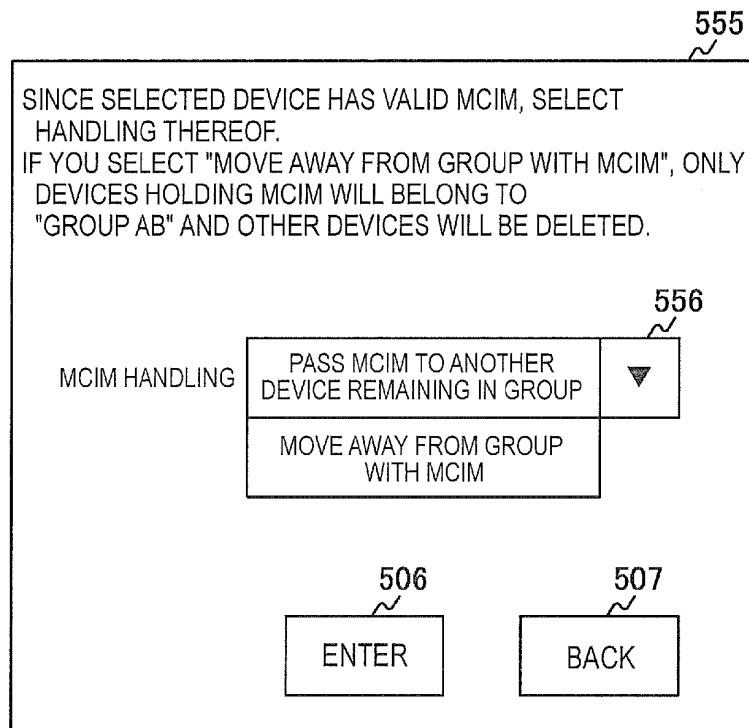 555
SINCE SELECTED DEVICE HAS VALID MCIM, SELECT
HANDLING THEREOF.
IF YOU SELECT "MOVE AWAY FROM GROUP WITH MCIM", ONLY
DEVICES HOLDING MCIM WILL BELONG TO
"GROUP AB" AND OTHER DEVICES WILL BE DELETED.
556
MCIM HANDLING
PASS MCIM TO ANOTHER
DEVICE REMAINING IN GROUP
▼
MOVE AWAY FROM GROUP
WITH MCIM
506
507
ENTER
BACK